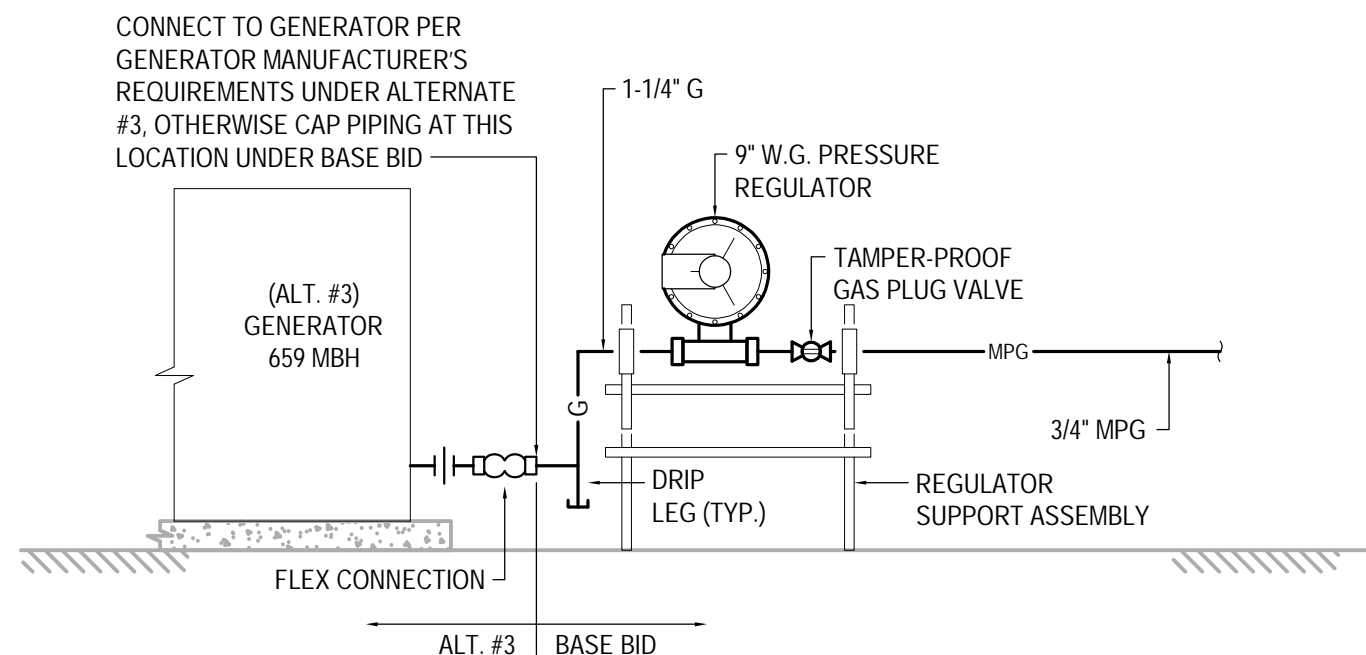 CONNECT TO GENERATOR PER
GENERATOR MANUFACTURER'S
REQUIREMENTS UNDER ALTERNATE
#3, OTHERWISE CAP PIPING AT THIS
LOCATION UNDER BASE BID
1-1/4" G
9" W.G. PRESSURE
REGULATOR
TAMPER-PROOF
GAS PLUG VALVE
(ALT. #3)
GENERATOR
659 MBH
MPG
G
3/4" MPG
DRIP
LEG (TYP.)
REGULATOR
SUPPORT ASSEMBLY
FLEX CONNECTION
ALT. #3
BASE BID